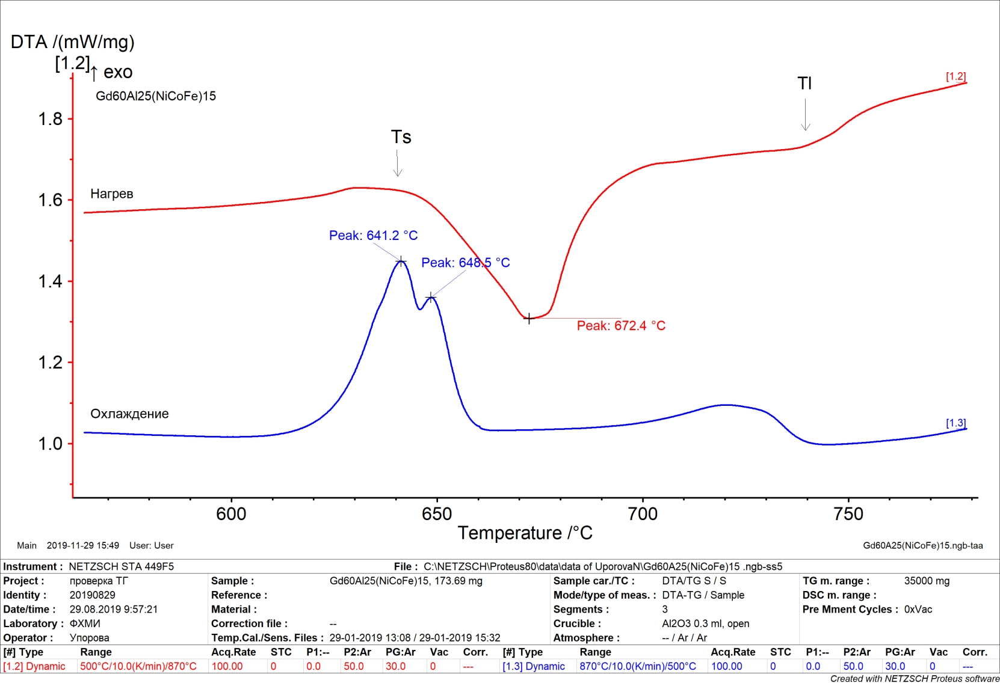 DTA /(mW/mg)
[1.2]
↑ exo
Gd60Al25(NiCoFe)15
[1.2]
Tl
1.8
Ts
Нагрев
1.6
Peak: 641.2 °C
Peak: 648.5 °C
1.4
Peak: 672.4 °C
1.2
Охлаждение
[1.3]
1.0
600 650 700 750
Temperature /°C
Main 2019-11-29 15:49 User: User Gd60A25(NiCoFe)15.ngb-taa
Instrument : NETZSCH STA 449F5 File : C:\NETZSCH\Proteus80\data\data of UporovaN\Gd60A25(NiCoFe)15 .ngb-ss5
Project : проверка ТГ Sample : Gd60Al25(NiCoFe)15, 173.69 mg Sample car./TC : DTA/TG S / S TG m. range : 35000 mg
Identity : 20190829 Reference : Mode/type of meas. : DTA-TG / Sample DSC m. range :
Date/time : 29.08.2019 9:57:21 Material : Segments : 3 Pre Mment Cycles : 0xVac
Laboratory : ФХМИ Correction file : -- Crucible : Al2O3 0.3 ml, open
Operator : Упорова Temp.Cal./Sens. Files : 29-01-2019 13:08 / 29-01-2019 15:32 Atmosphere : -- / Ar / Ar
[#] Type Range Acq.Rate STC P1:-- P2:Ar PG:Ar Vac Corr. [#] Type Range Acq.Rate STC P1:-- P2:Ar PG:Ar Vac Corr.
[1.2] Dynamic 500°C/10.0(K/min)/870°C 100.00 0 0.0 50.0 30.0 0 --- [1.3] Dynamic 870°C/10.0(K/min)/500°C 100.00 0 0.0 50.0 30.0 0 ---
Created with NETZSCH Proteus software